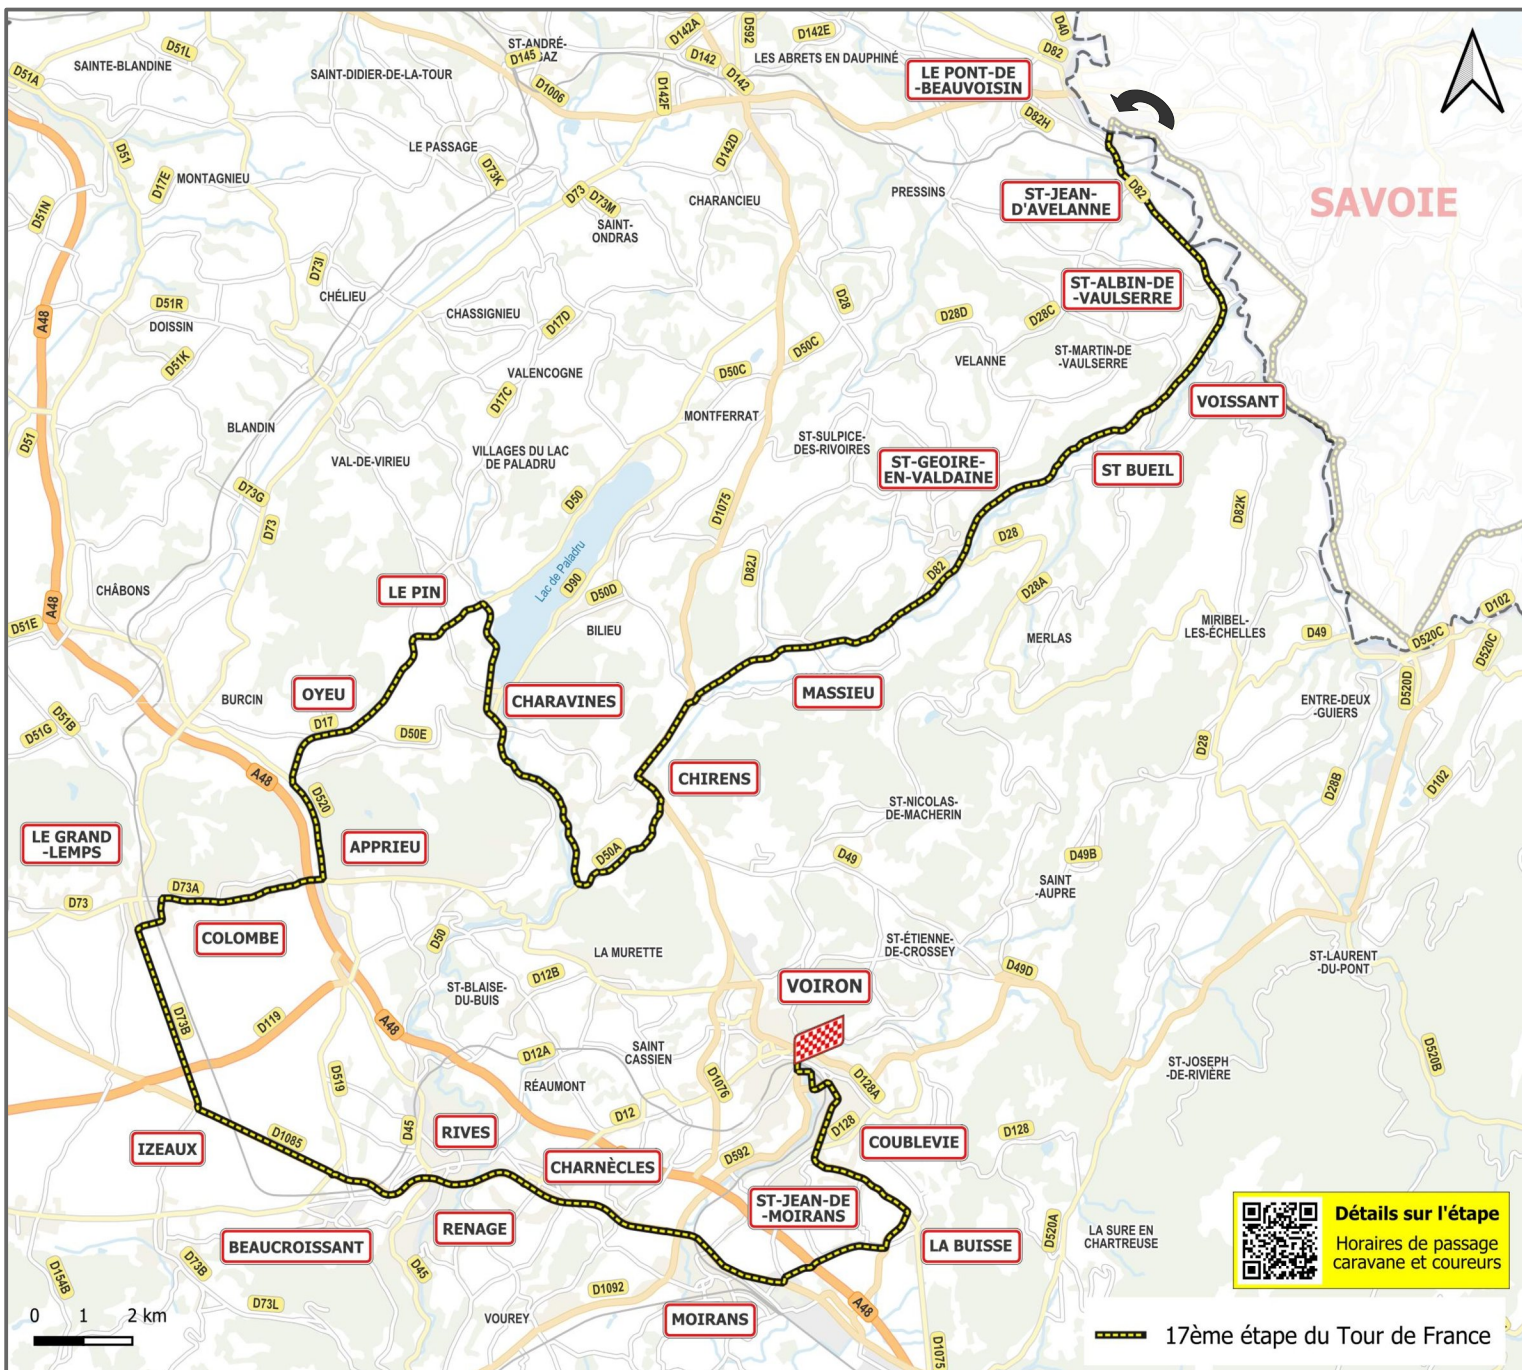 D51L
SAINTE-BLANDINE
D51A
SAINT-DIDIER-DE-LA-TOUR
ST-ANDRÉ-
D145
GAZ
D1006
D142A
D142
D142
D592
D142E
LES ABRETS EN DAUPHINÉ
D142F
D40
D82
LE PONT-DE
-BEAUVOISIN
D82H
D51
D17E
MONTAGNIEU
LE PASSAGE
D73K
D73
D73M
D142D
CHARANCIEU
PRESSINS
ST-JEAN-
D'AVELANNE
D82
SAVOIE
D51N
SAINT-
ONDRAS
D73I
CHÉLIEU
D51R
DOISSIN
A48
D51K
CHASSIGNIEU
D17D
D28
D28D
D28C
ST-ALBIN-DE
-VAULSERRE
VELANNE
ST-MARTIN-DE
-VAULSERRE
D50C
D50C
VALENCOGNE
D17C
VOISSANT
MONTFERRAT
BLANDIN
D51
VAL-DE-VIRIEU
VILLAGES DU LAC
DE PALADRU
ST-SULPICE-
DES-RIVOIRES
ST-GEOIRE-
EN-VALDAINE
ST BUEIL
D73G
D73
D50
D1075
D82K
Lac de Paladru
D28
D82J
D82
D28A
D90
D50D
CHÂBONS
A48
LE PIN
D51E
BILIEU
MERLAS
MIRIBEL-
LES-ÉCHELLES
D49
D102
D520C
D520C
D520D
BURCIN
OYEU
CHARAVINES
MASSIEU
ENTRE-DEUX
-GUIERS
D51B
D51G
D17
D50E
D28
A48
D520
CHIRENS
ST-NICOLAS-
DE-MACHERIN
D28B
D102
LE GRAND
-LEMPS
APPRIEU
D50A
D49
D49B
D73
D73A
SAINT
-AUPRE
COLOMBE
D50
LA MURETTE
ST-ÉTIENNE-
DE-CROSSEY
ST-LAURENT
-DU-PONT
D12B
D49D
ST-BLAISE-
DU-BUIS
VOIRON
D73B
D119
A48
D12A
SAINT
CASSIEN
D520B
ST-JOSEPH
-DE-RIVIÈRE
D519
RÉAUMONT
D1076
D128A
D12
D128
D1085
D45
RIVES
IZEAUX
COUBLEVIE
D128
CHARNÈCLES
D592
ST-JEAN-DE
-MOIRANS
RENAGE
BEAUCROISSANT
LA BUISSE
D520A
LA SURE EN
CHARTREUSE
Détails sur l'étape
Horaires de passage
caravane et coureurs
D154B
D73B
D45
D73L
D1092
A48
VOUREY
MOIRANS
D1075
0 1 2 km
17ème étape du Tour de France